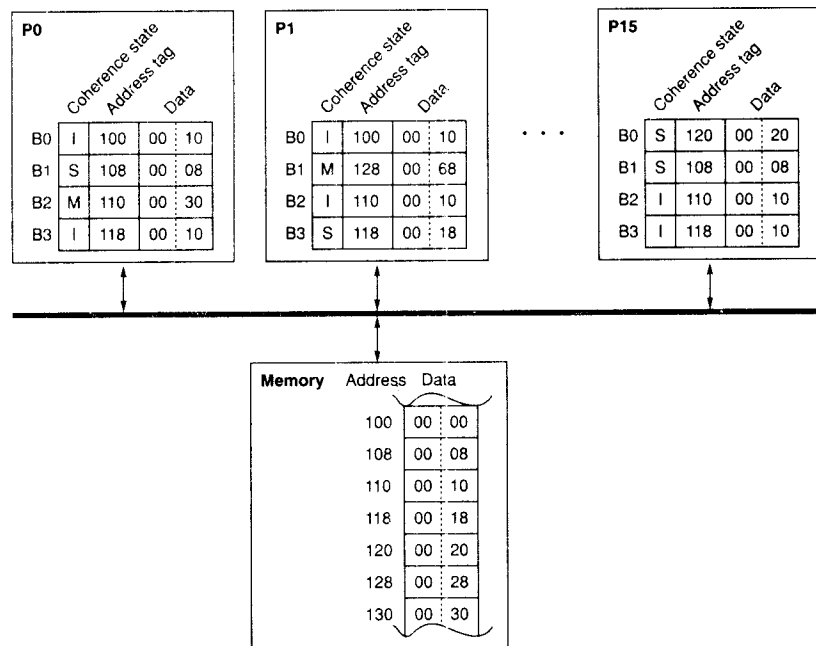 P0
Coherence state
Address tag
Data
B0 I 100 00 10
B1 S 108 00 08
B2 M 110 00 30
B3 I 118 00 10
P1
Coherence state
Address tag
Data
B0 I 100 00 10
B1 M 128 00 68
B2 I 110 00 10
B3 S 118 00 18
. . .
P15
Coherence state
Address tag
Data
B0 S 120 00 20
B1 S 108 00 08
B2 I 110 00 10
B3 I 118 00 10
Memory Address Data
100 00 00
108 00 08
110 00 10
118 00 18
120 00 20
128 00 28
130 00 30